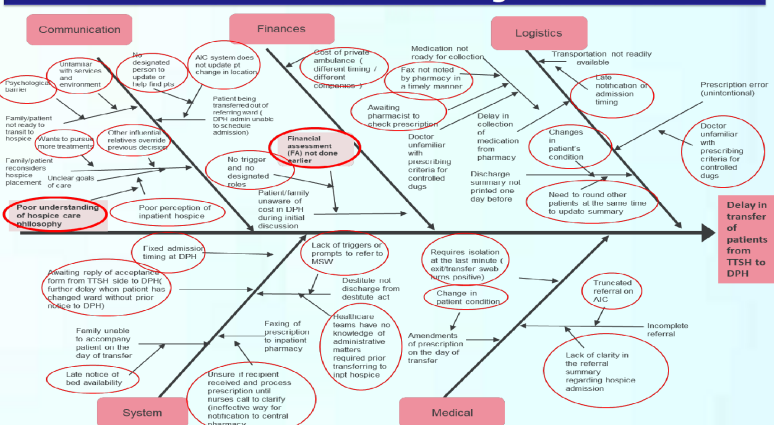 Communication
Finances
Logistics
Psychological
barrier
Unfamiliar
with services
and
environment
No
designated
person to
update or
help find pts
AIC system does
not update pt
change in location
Family/patient
not ready to
transit to
hospice
Patient being
transferred out of
referring ward (
DPH admin unable
to schedule
admission)
Wants to pursue
more treatments
Other influential
relatives override
previous decision
Family/patient
reconsiders
hospice
placement
Unclear goals
of care
Poor understanding
of hospice care
philosophy
Poor perception of
inpatient hospice
Cost of private
ambulance (
different timing /
different
companies )
Financial
assessment
(FA) not done
earlier
No trigger
and no
designated
roles
Patient/family
unaware of
cost in DPH
during initial
discussion
Medication not
ready for collection
Fax not noted
by pharmacy in
a timely manner
Awaiting
pharmacist to
check prescription
Doctor
unfamiliar
with
prescribing
criteria for
controlled
dugs
Delay in
collection
of
medication
from
pharmacy
Discharge
summary not
printed one
day before
Transportation not readily
available
Late
notification of
admission
timing
Changes
in
patient's
condition
Need to round other
patients at the same time
to update summary
Prescription error
(unintentional)
Doctor
unfamiliar
with
prescribing
criteria for
controlled
dugs
Delay in
transfer
of
patients
from
TTSH to
DPH
Fixed admission
timing at DPH
Awaiting reply of acceptance
form from TTSH side to DPH(
further delay when patient has
changed ward without prior
notice to DPH)
Family unable
to accompany
patient on the
day of transfer
Late notice of
bed availability
Lack of triggers or
prompts to refer to
MSW
Destitute not
discharge from
destitute act
Faxing of
prescription
to inpatient
pharmacy
Healthcare
teams have no
knowledge of
administrative
matters
required prior
transferring to
inpt hospice
Unsure if recipient
received and process
prescription until
nurses call to clarify
(ineffective way for
notification to central
pharmacy
Requires isolation
at the last minute (
exit/transfer swab
turns positive)
Change in
patient condition
Amendments
of prescription
on the day of
transfer
Truncated
referral on
AIC
Incomplete
referral
Lack of clarity in
the referral
summary
regarding hospice
admission
System
Medical